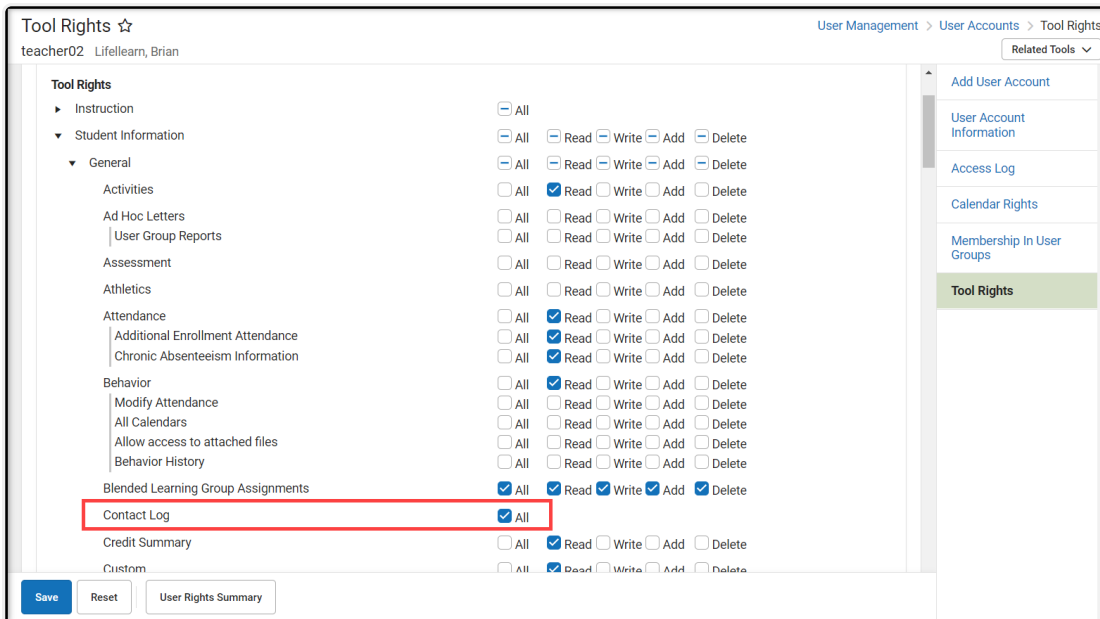 Tool Rights
User Management > User Accounts > Tool Rights
teacher02 Lifellearn, Brian
Related Tools
Tool Rights
Instruction All
Student Information All Read Write Add Delete
General All Read Write Add Delete
Activities All Read Write Add Delete
Ad Hoc Letters All Read Write Add Delete
User Group Reports All Read Write Add Delete
Assessment All Read Write Add Delete
Athletics All Read Write Add Delete
Attendance All Read Write Add Delete
Additional Enrollment Attendance All Read Write Add Delete
Chronic Absenteeism Information All Read Write Add Delete
Behavior All Read Write Add Delete
Modify Attendance All Read Write Add Delete
All Calendars All Read Write Add Delete
Allow access to attached files All Read Write Add Delete
Behavior History All Read Write Add Delete
Blended Learning Group Assignments All Read Write Add Delete
Contact Log All
Credit Summary All Read Write Add Delete
Custom All Read Write Add Delete
Save Reset User Rights Summary
Add User Account
User Account
Information
Access Log
Calendar Rights
Membership In User
Groups
Tool Rights